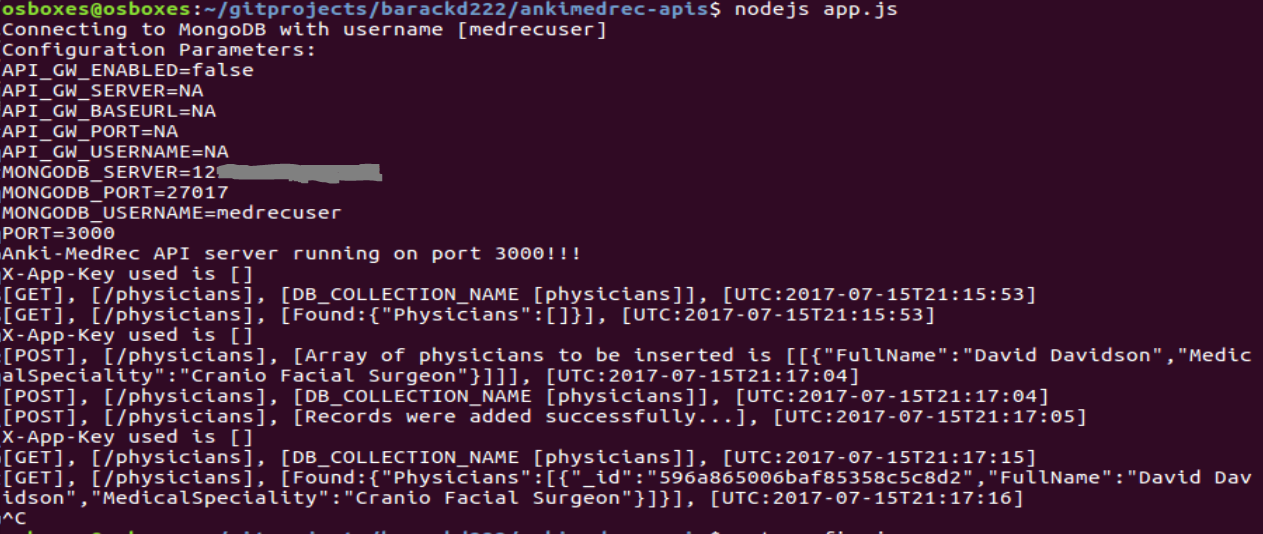 osboxes@osboxes:~/gitprojects/barackd222/ankimedrec-apis$ nodejs app.js
Connecting to MongoDB with username [medrecuser]
Configuration Parameters:
API_GW_ENABLED=false
API_GW_SERVER=NA
API_GW_BASEURL=NA
API_GW_PORT=NA
API_GW_USERNAME=NA
MONGODB_SERVER=12
MONGODB_PORT=27017
MONGODB_USERNAME=medrecuser
PORT=3000
Anki-MedRec API server running on port 3000!!!
X-App-Key used is []
[GET], [/physicians], [DB_COLLECTION_NAME [physicians]], [UTC:2017-07-15T21:15:53]
[GET], [/physicians], [Found:{"Physicians":[]}], [UTC:2017-07-15T21:15:53]
X-App-Key used is []
[POST], [/physicians], [Array of physicians to be inserted is [[{"FullName":"David Davidson","Medic
alSpeciality":"Cranio Facial Surgeon"}]]], [UTC:2017-07-15T21:17:04]
[POST], [/physicians], [DB_COLLECTION_NAME [physicians]], [UTC:2017-07-15T21:17:04]
[POST], [/physicians], [Records were added successfully...], [UTC:2017-07-15T21:17:05]
X-App-Key used is []
[GET], [/physicians], [DB_COLLECTION_NAME [physicians]], [UTC:2017-07-15T21:17:15]
[GET], [/physicians], [Found:{"Physicians":[{"_id":"596a865006baf85358c5c8d2","FullName":"David Dav
idson","MedicalSpeciality":"Cranio Facial Surgeon"}]}], [UTC:2017-07-15T21:17:16]
^C